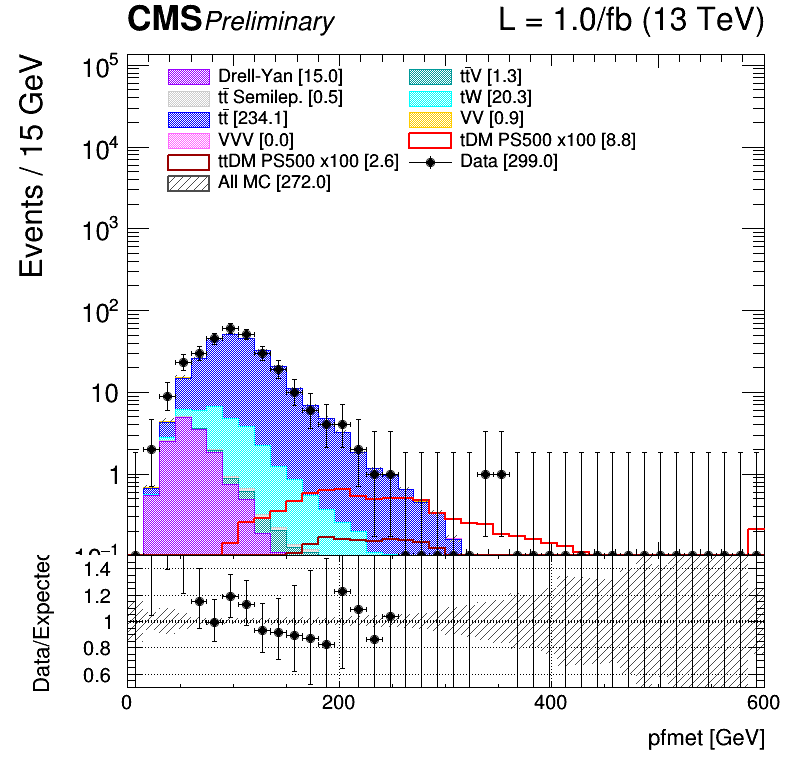 CMS Preliminary L = 1.0/fb (13 TeV)
Events / 15 GeV
10⁵
10⁴
10³
10²
10
1
10⁻¹
Drell-Yan [15.0]
tt̄V [1.3]
tt̄ Semilep. [0.5]
tW [20.3]
tt̄ [234.1]
VV [0.9]
VVV [0.0]
tDM PS500 x100 [8.8]
ttDM PS500 x100 [2.6]
Data [299.0]
All MC [272.0]
Data/Expected
1.4
1.2
1
0.8
0.6
0 200 400 600
pfmet [GeV]